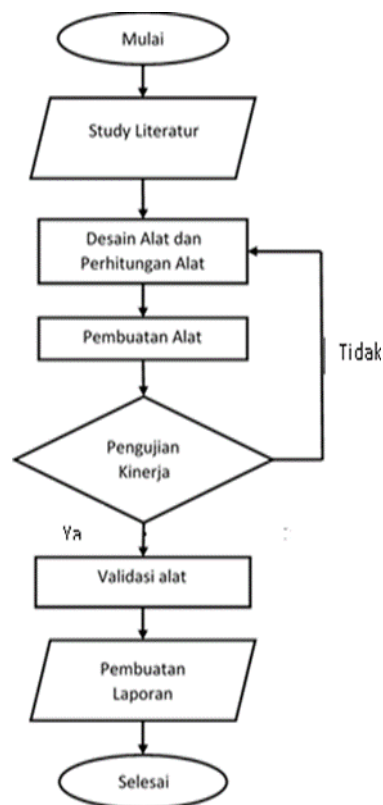 Mulai
Study Literatur
Desain Alat dan
Perhitungan Alat
Pembuatan Alat
Tidak
Pengujian
Kinerja
Ya
Validasi alat
Pembuatan
Laporan
Selesai